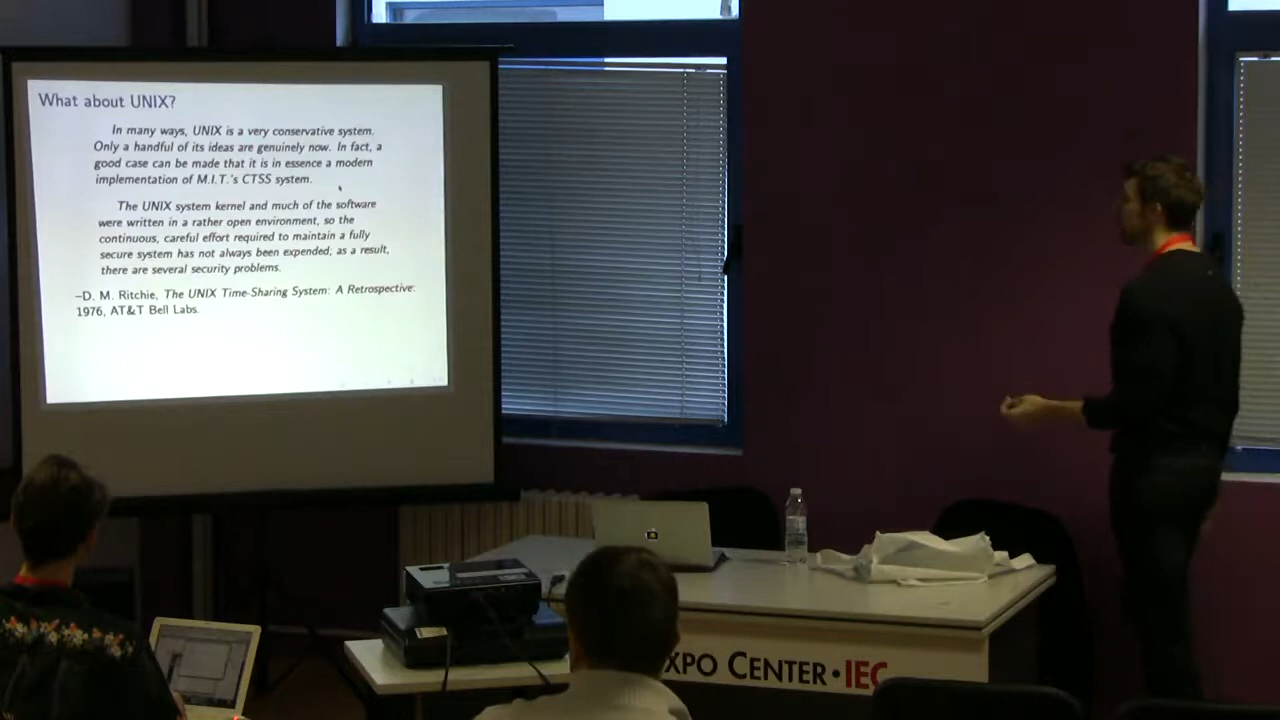 What about UNIX?
In many ways, UNIX is a very conservative system.
Only a handful of its ideas are genuinely now. In fact, a
good case can be made that it is in essence a modern
implementation of M.I.T.'s CTSS system.
The UNIX system kernel and much of the software
were written in a rather open environment, so the
continuous, careful effort required to maintain a fully
secure system has not always been expended; as a result,
there are several security problems.
–D. M. Ritchie, The UNIX Time-Sharing System: A Retrospective.
1976, AT&T Bell Labs.
XPO CENTER·IEC